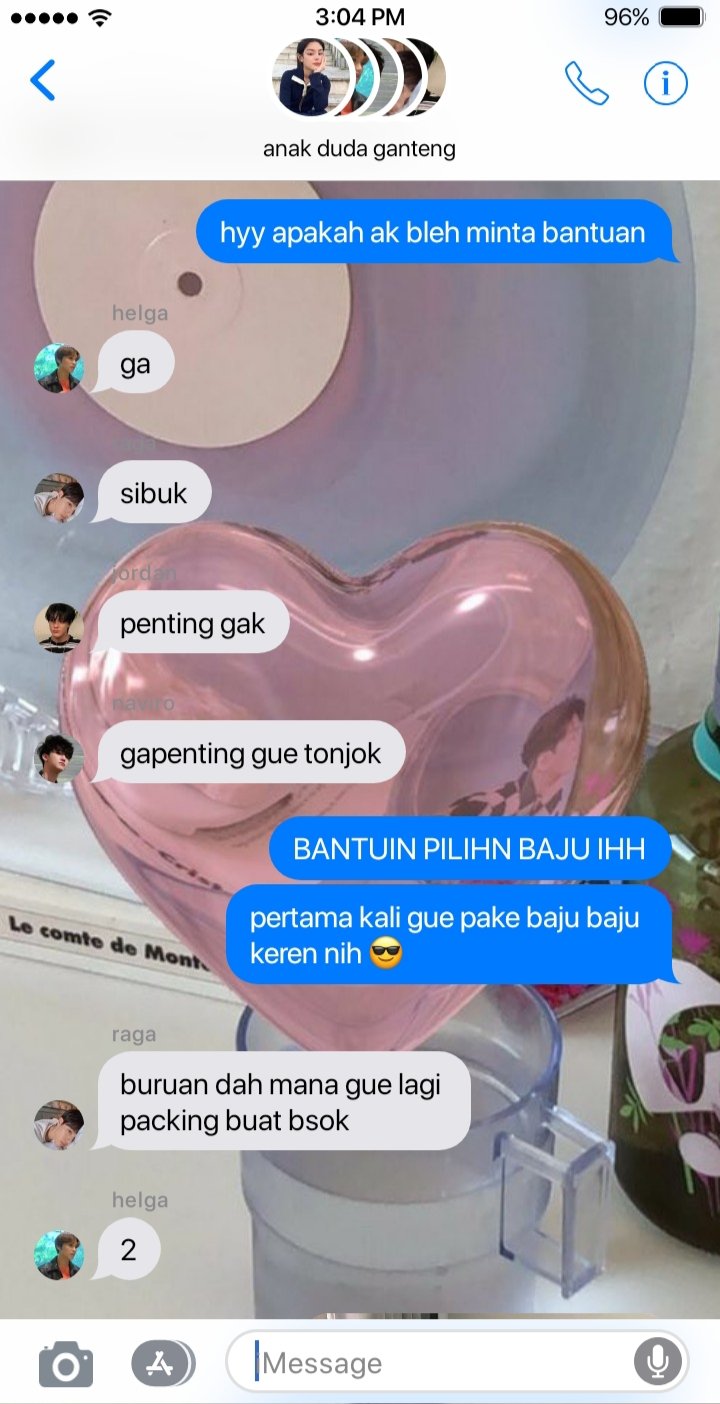 3:04 PM
96%
anak duda ganteng
hyy apakah ak bleh minta bantuan
helga
ga
sibuk
jordan
penting gak
naviro
gapenting gue tonjok
BANTUIN PILIHN BAJU IHH
pertama kali gue pake baju baju
keren nih 😎
Le comte de Monte
raga
buruan dah mana gue lagi
packing buat bsok
helga
2
Message